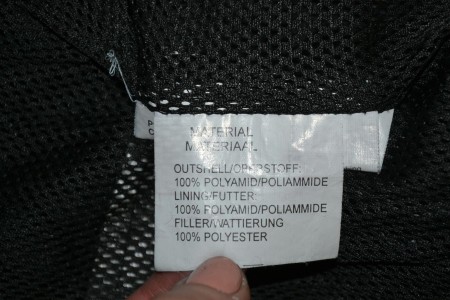 MATERIAL
MATERIAAL
OUTSHELL/OBERSTOFF:
100% POLYAMID/POLIAMMIDE
LINING/FUTTER
100% POLYAMID/POLIAMMIDE
FILLER/WATTIERUNG
100% POLYESTER